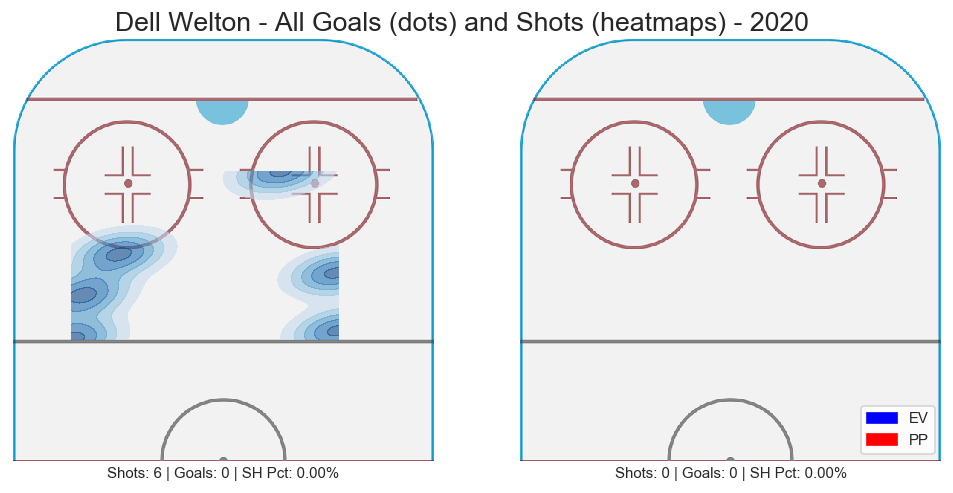 Dell Welton - All Goals (dots) and Shots (heatmaps) - 2020
EV
PP
Shots: 6 | Goals: 0 | SH Pct: 0.00%
Shots: 0 | Goals: 0 | SH Pct: 0.00%